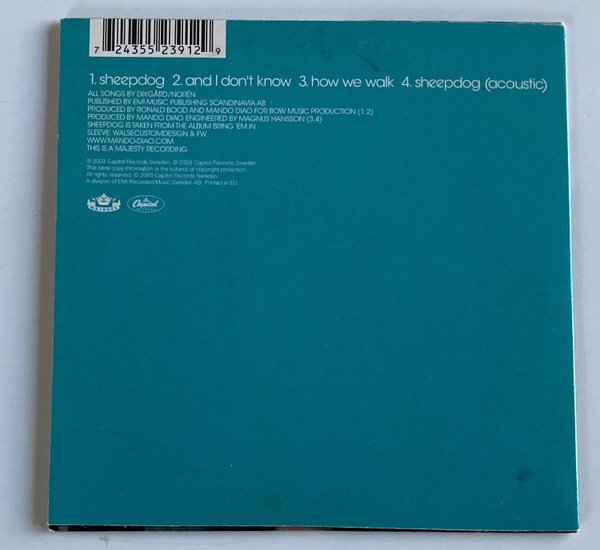 7 24355 23912 9
1. sheepdog 2. and I don't know 3. how we walk 4. sheepdog (acoustic)
ALL SONGS BY DIXGÅRD/NORÉN
PUBLISHED BY EMI MUSIC PUBLISHING SCANDINAVIA AB
PRODUCED BY RONALD BOOD AND MANDO DIAO FOR BOW MUSIC PRODUCTION (1.2)
PRODUCED BY MANDO DIAO. ENGINEERED BY MAGNUS HANSSON (3.4)
SHEEPDOG IS TAKEN FROM THE ALBUM BRING 'EM IN
SLEEVE: WALSECUSTOMDESIGN & FW
WWW.MANDO-DIAO.COM
THIS IS A MAJESTY RECORDING
℗ 2003 Capitol Records Sweden. © 2003 Capitol Records Sweden.
This label copy information is the subject of copyright protection.
All rights reserved. © 2003 Capitol Records Sweden.
A division of EMI Recorded Music Sweden AB. Printed in EU.
Capitol